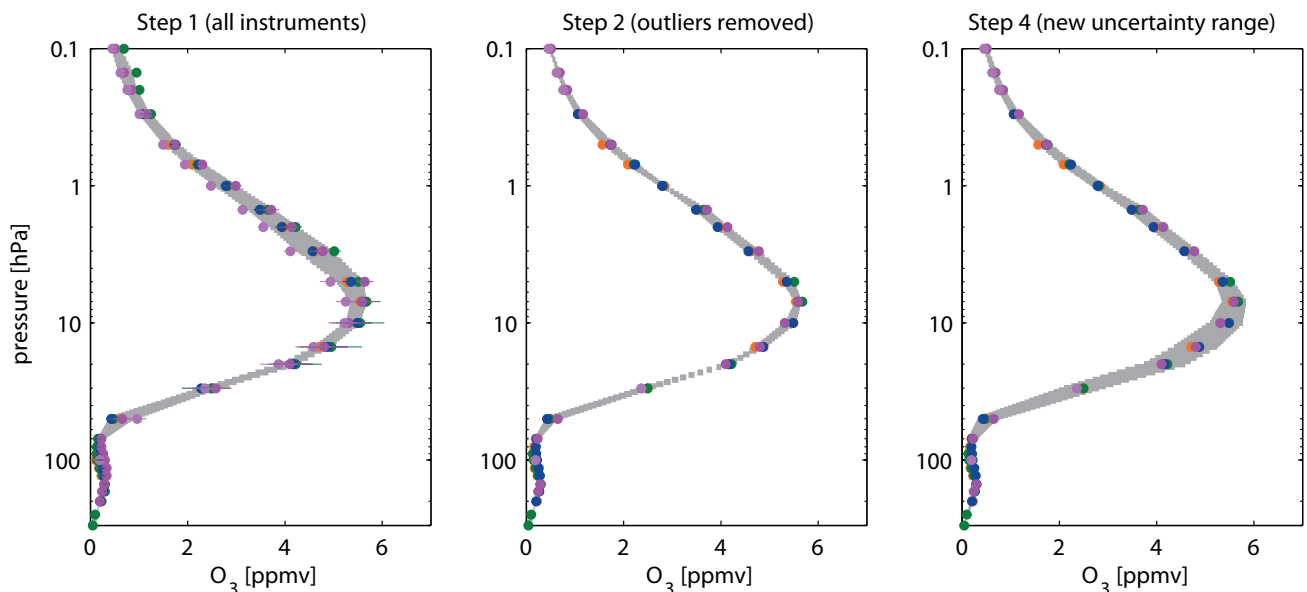 Step 1 (all instruments)
0.1
1
10
100
pressure [hPa]
0 2 4 6
O3 [ppmv]
Step 2 (outliers removed)
0.1
1
10
100
0 2 4 6
O3 [ppmv]
Step 4 (new uncertainty range)
0.1
1
10
100
0 2 4 6
O3 [ppmv]